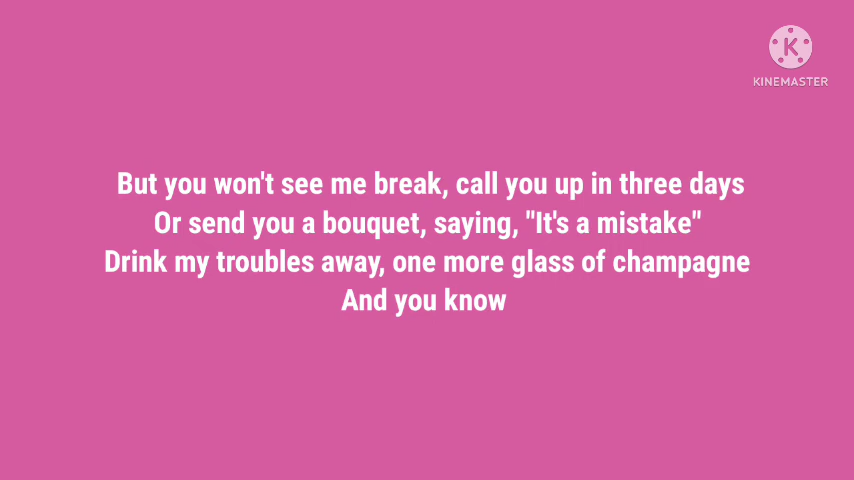 KINEMASTER
But you won't see me break, call you up in three days
Or send you a bouquet, saying, "It's a mistake"
Drink my troubles away, one more glass of champagne
And you know